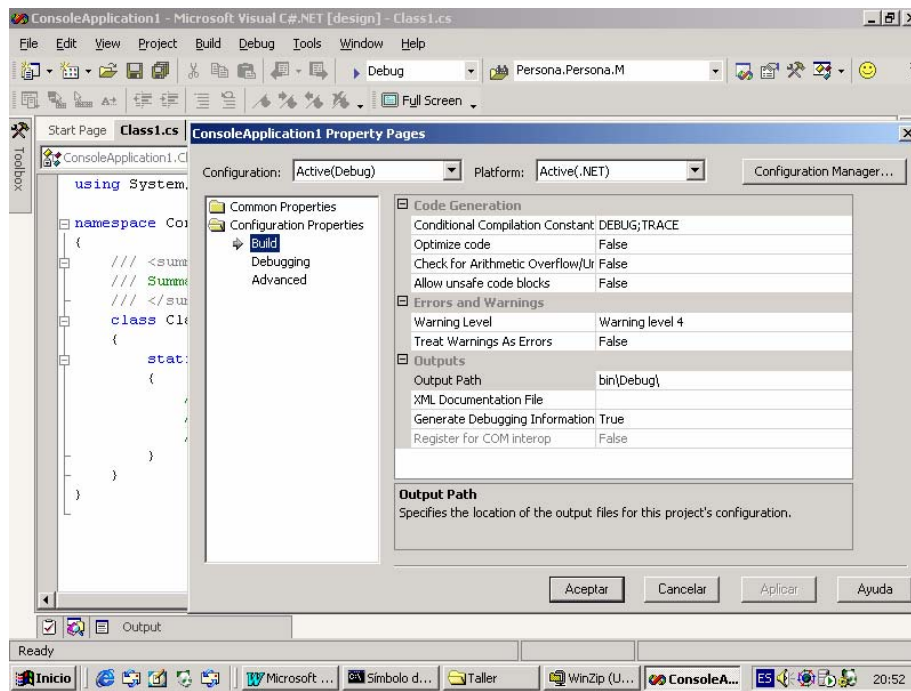 ConsoleApplication1 - Microsoft Visual C#.NET [design] - Class1.cs
File Edit View Project Build Debug Tools Window Help
Debug Persona.Persona.M
Full Screen
Toolbox
Start Page Class1.cs
ConsoleApplication1.Cl
using System
namespace Co
{
/// <summ
/// Summa
/// </su
class Cla
{
stat
{
}
}
}
ConsoleApplication1 Property Pages
Configuration: Active(Debug) Platform: Active(.NET) Configuration Manager...
Common Properties
Configuration Properties
Build
Debugging
Advanced
Code Generation
Conditional Compilation Constant DEBUG;TRACE
Optimize code False
Check for Arithmetic Overflow/Ur False
Allow unsafe code blocks False
Errors and Warnings
Warning Level Warning level 4
Treat Warnings As Errors False
Outputs
Output Path bin\Debug\
XML Documentation File
Generate Debugging Information True
Register for COM interop False
Output Path
Specifies the location of the output files for this project's configuration.
Aceptar Cancelar Aplicar Ayuda
Output
Ready
Inicio Microsoft ... Símbolo d... Taller WinZip (U... ConsoleA... ES 20:52